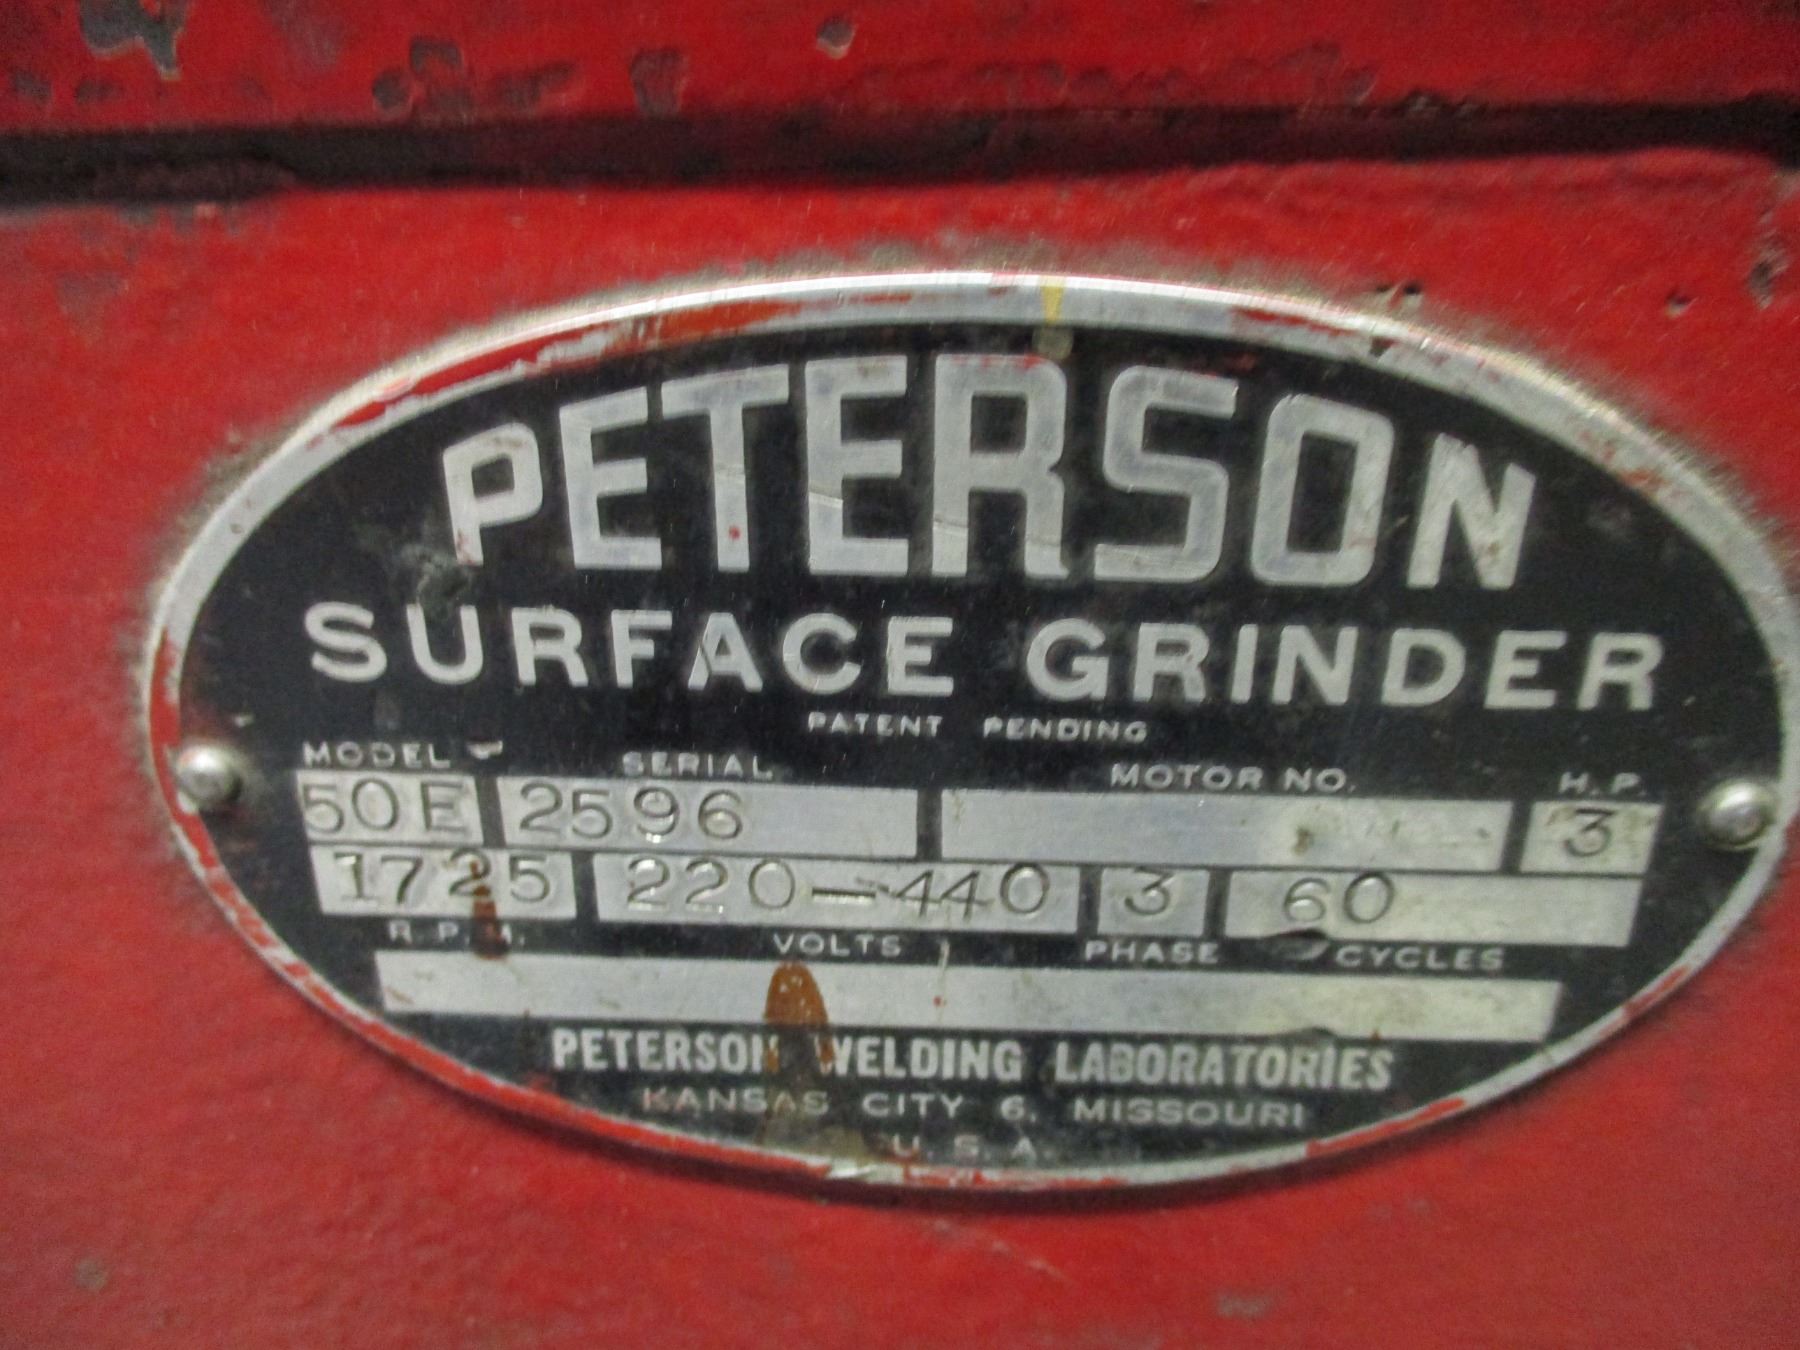 PETERSON
SURFACE GRINDER
PATENT PENDING
MODEL SERIAL MOTOR NO. H.P.
50E 2596 3
1725 220-440 3 60
R.P.M. VOLTS PHASE CYCLES
PETERSON WELDING LABORATORIES
KANSAS CITY 6, MISSOURI
U.S.A.